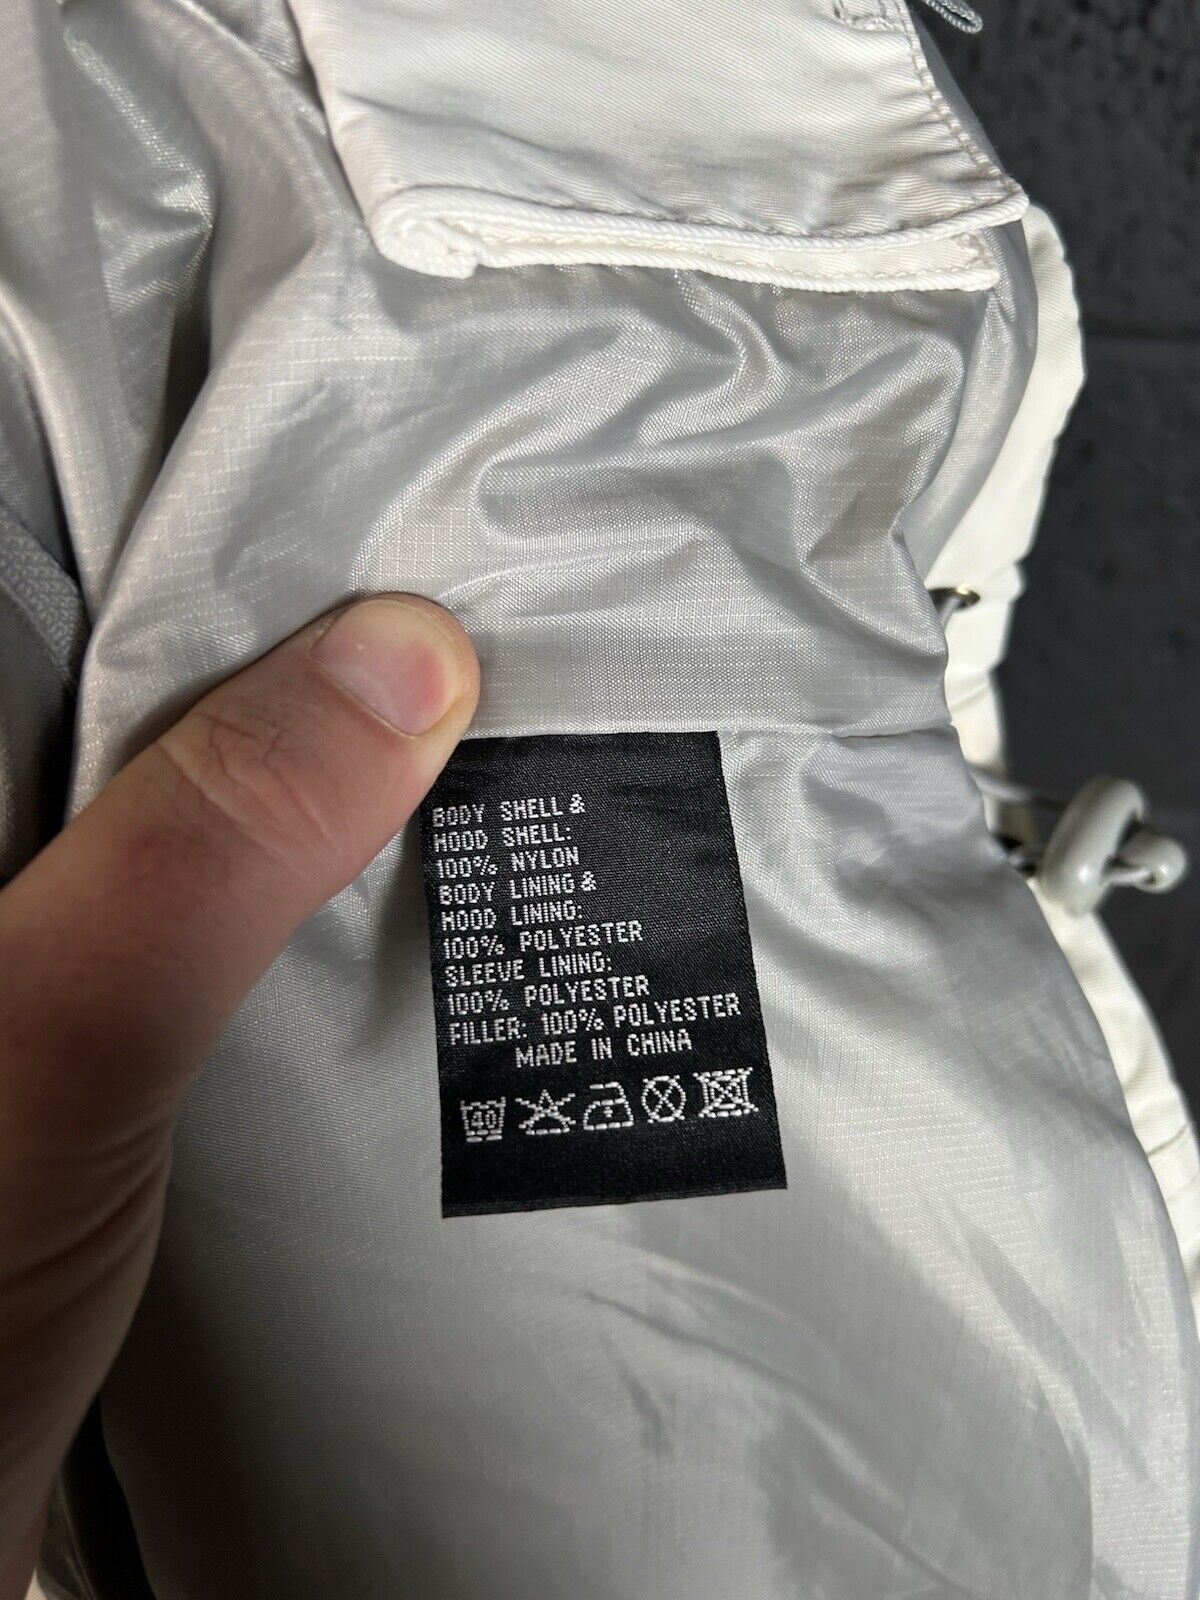 BODY SHELL &
HOOD SHELL:
100% NYLON
BODY LINING &
HOOD LINING:
100% POLYESTER
SLEEVE LINING:
100% POLYESTER
FILLER: 100% POLYESTER
MADE IN CHINA
40